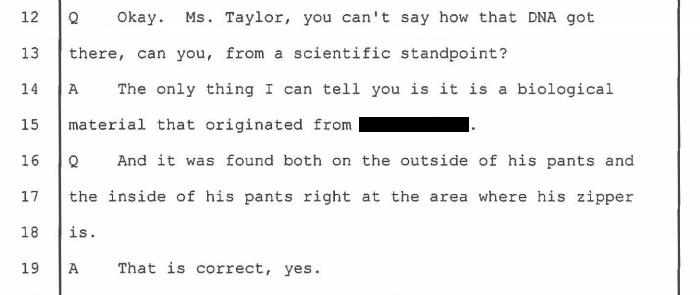 12 Q Okay. Ms. Taylor, you can't say how that DNA got
13 there, can you, from a scientific standpoint?
14 A The only thing I can tell you is it is a biological
15 material that originated from .
16 Q And it was found both on the outside of his pants and
17 the inside of his pants right at the area where his zipper
18 is.
19 A That is correct, yes.